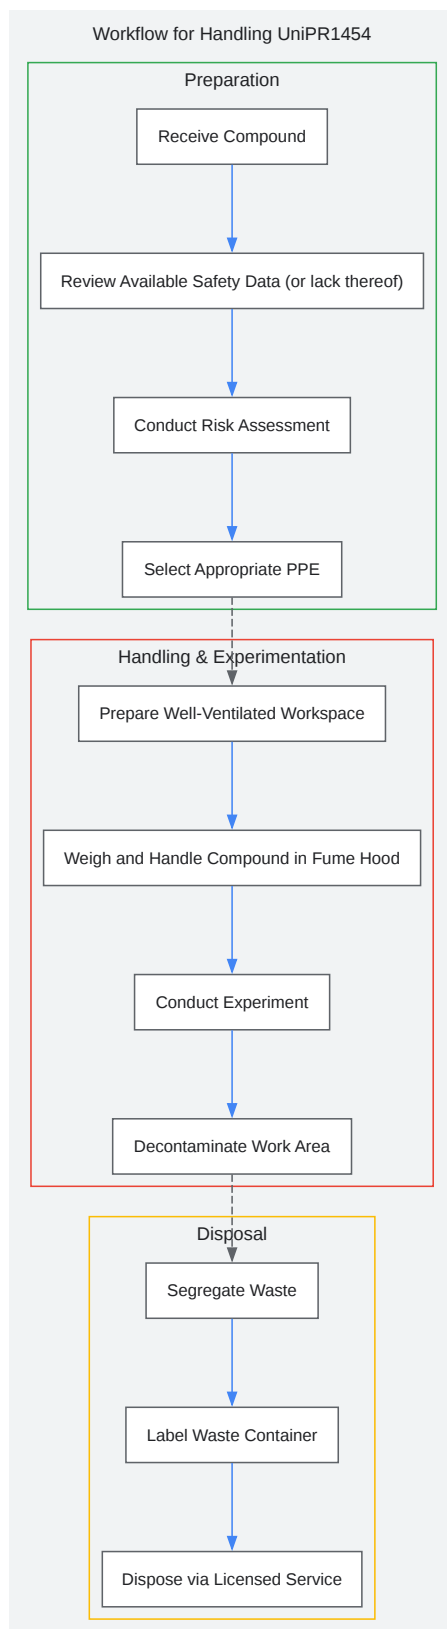 Workflow for Handling UniPR1454
Preparation
Receive Compound
Review Available Safety Data (or lack thereof)
Conduct Risk Assessment
Select Appropriate PPE
Handling & Experimentation
Prepare Well-Ventilated Workspace
Weigh and Handle Compound in Fume Hood
Conduct Experiment
Decontaminate Work Area
Disposal
Segregate Waste
Label Waste Container
Dispose via Licensed Service